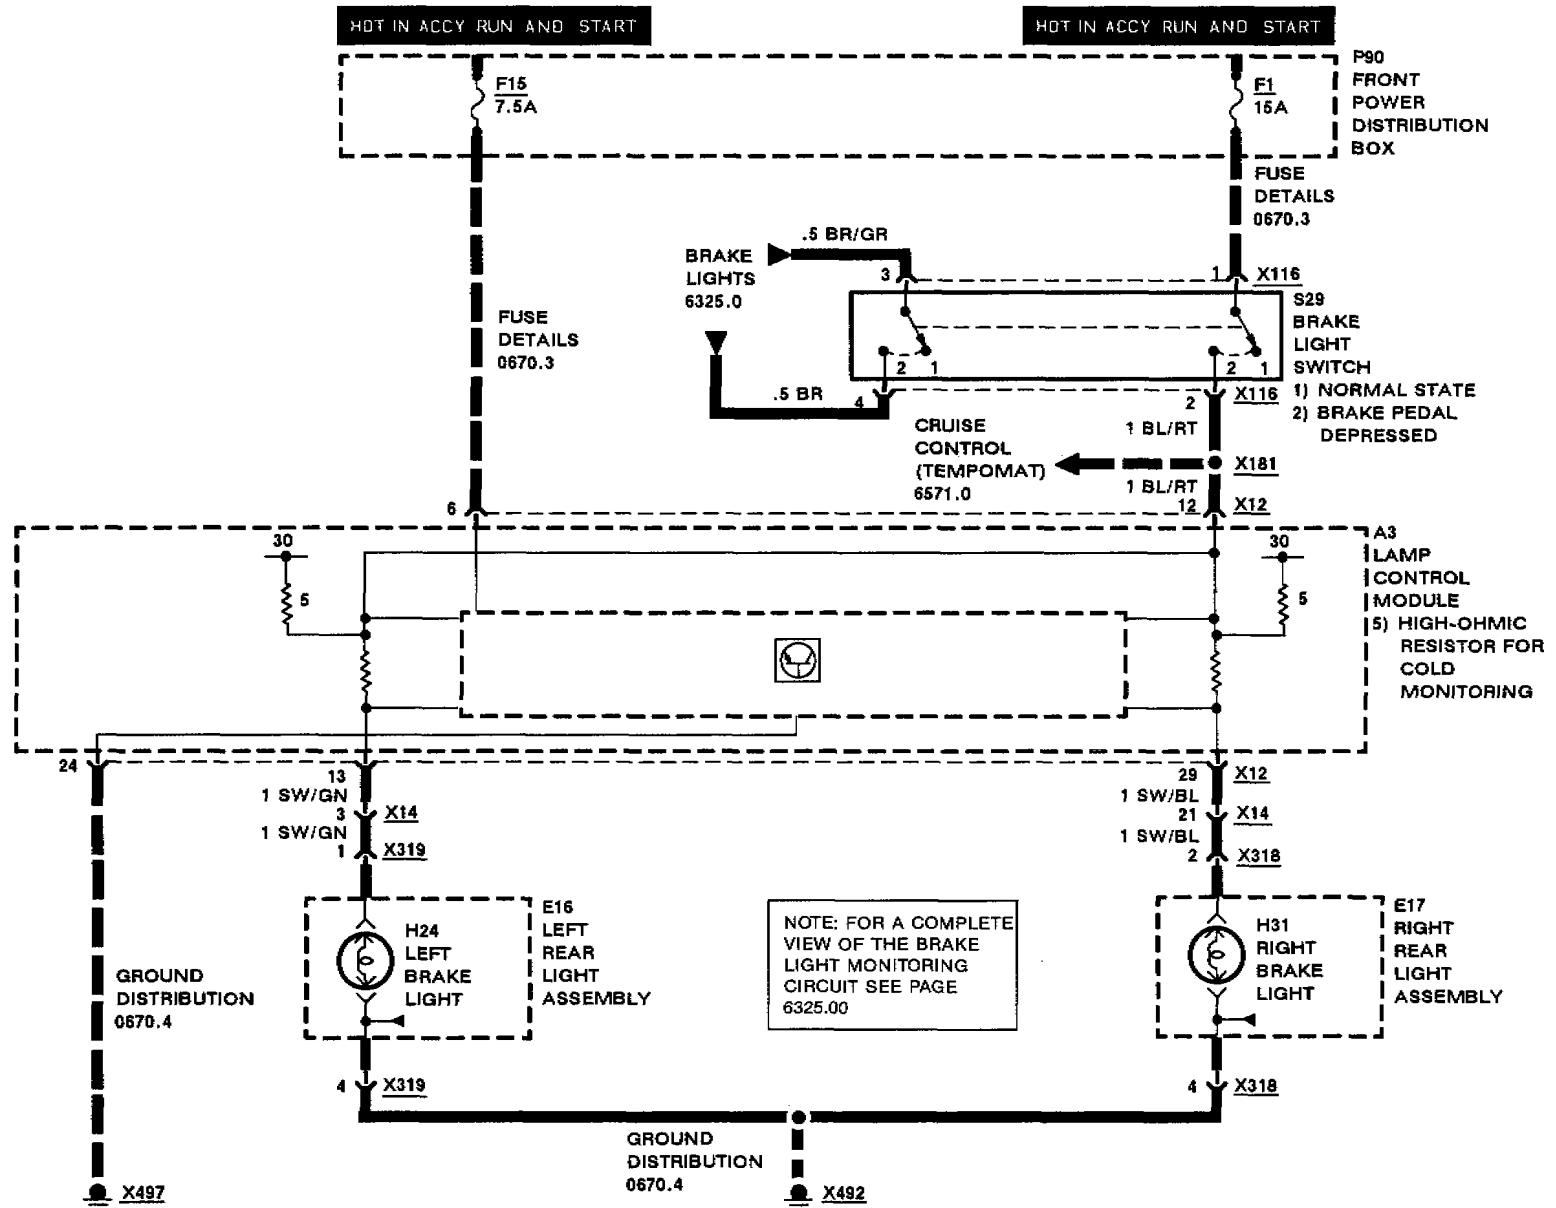 HOT IN ACCY RUN AND START
HOT IN ACCY RUN AND START
F15
7.5A
F1
15A
P90
FRONT
POWER
DISTRIBUTION
BOX
FUSE
DETAILS
0670.3
.5 BR/GR
BRAKE
LIGHTS
6325.0
3
1
X116
S29
BRAKE
LIGHT
SWITCH
1) NORMAL STATE
2) BRAKE PEDAL
DEPRESSED
FUSE
DETAILS
0670.3
2
1
2
1
.5 BR
4
2
X116
CRUISE
CONTROL
(TEMPOMAT)
6571.0
1 BL/RT
X181
1 BL/RT
6
12
X12
30
5
30
5
A3
LAMP
CONTROL
MODULE
5) HIGH-OHMIC
RESISTOR FOR
COLD
MONITORING
24
13
1 SW/GN
3
X14
1 SW/GN
1
X319
29
X12
1 SW/BL
21
X14
1 SW/BL
2
X318
H24
LEFT
BRAKE
LIGHT
E16
LEFT
REAR
LIGHT
ASSEMBLY
NOTE: FOR A COMPLETE
VIEW OF THE BRAKE
LIGHT MONITORING
CIRCUIT SEE PAGE
6325.00
H31
RIGHT
BRAKE
LIGHT
E17
RIGHT
REAR
LIGHT
ASSEMBLY
GROUND
DISTRIBUTION
0670.4
4
X319
4
X318
GROUND
DISTRIBUTION
0670.4
X497
X492